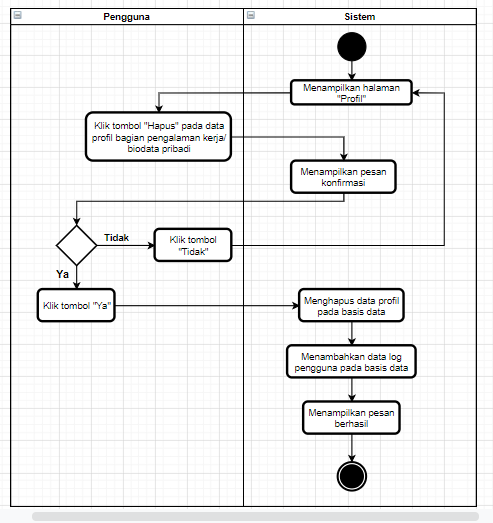 Pengguna
Sistem
Menampilkan halaman
"Profil"
Klik tombol "Hapus" pada data
profil bagian pengalaman kerja/
biodata pribadi
Menampilkan pesan
konfirmasi
Tidak
Klik tombol
"Tidak"
Ya
Klik tombol "Ya"
Menghapus data profil
pada basis data
Menambahkan data log
pengguna pada basis data
Menampilkan pesan
berhasil